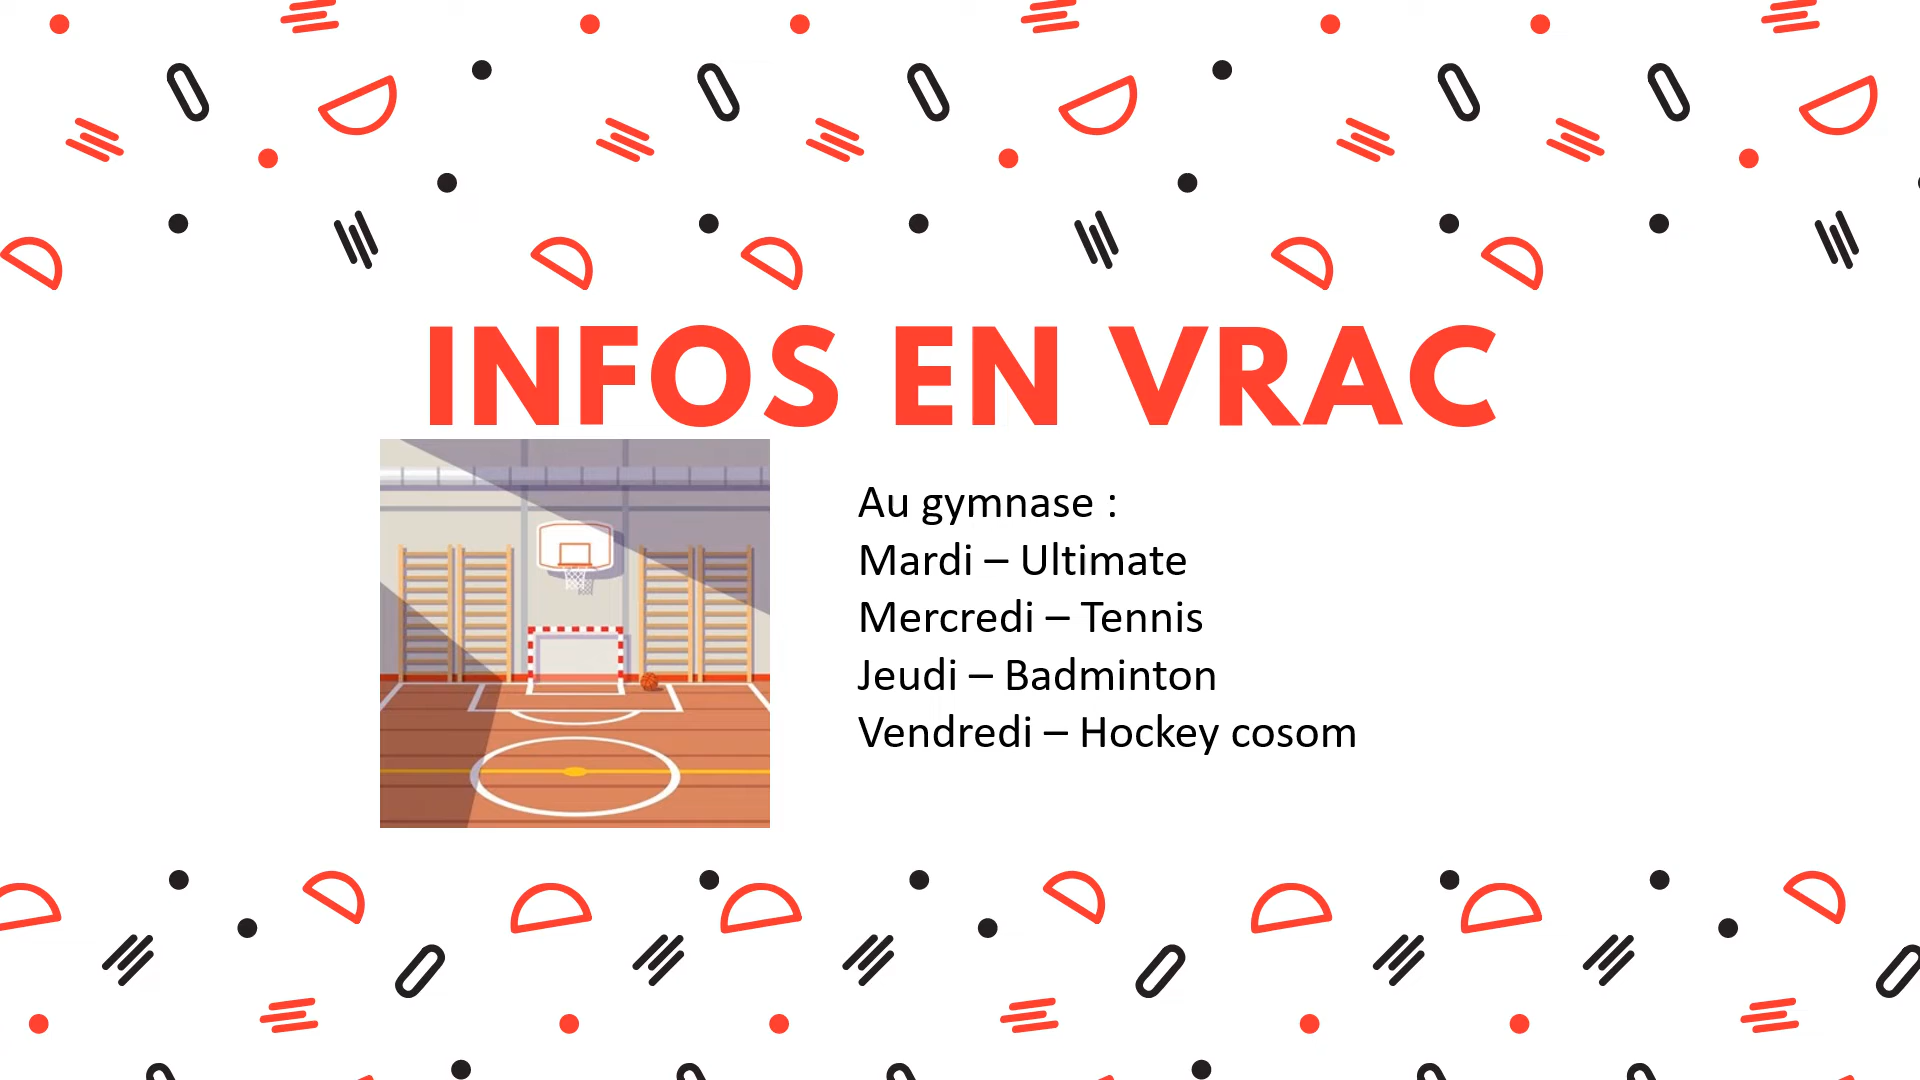 INFOS EN VRAC
Au gymnase :
Mardi – Ultimate
Mercredi – Tennis
Jeudi – Badminton
Vendredi – Hockey cosom